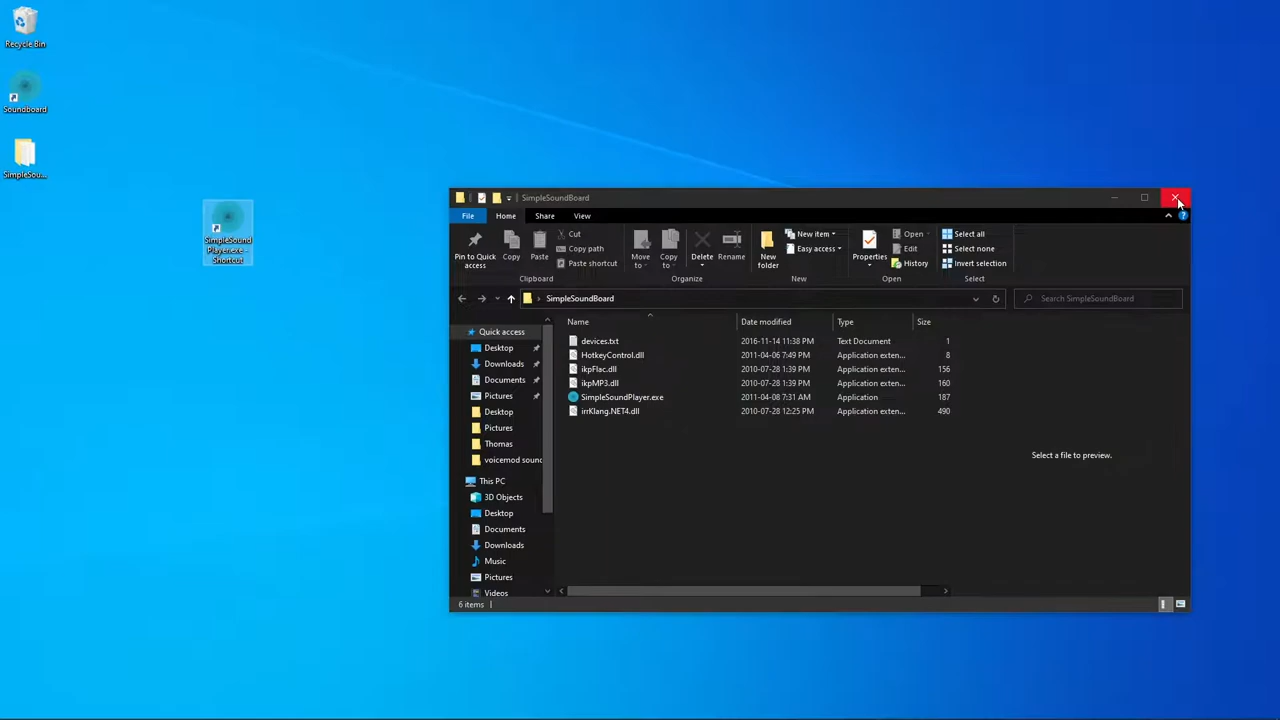 Recycle Bin
Soundboard
SimpleSou...
SimpleSound
Player.exe -
Shortcut
SimpleSoundBoard
File
Home
Share
View
Pin to Quick
access
Copy
Paste
Cut
Copy path
Paste shortcut
Clipboard
Move
to
Copy
to
Delete
Rename
Organize
New
folder
New item
Easy access
New
Properties
Open
Edit
History
Open
Select all
Select none
Invert selection
Select
SimpleSoundBoard
Search SimpleSoundBoard
Quick access
Desktop
Downloads
Documents
Pictures
Desktop
Pictures
Thomas
voicemod sound
This PC
3D Objects
Desktop
Documents
Downloads
Music
Pictures
Videos
Name Date modified Type Size
devices.txt 2016-11-14 11:38 PM Text Document 1
HotkeyControl.dll 2011-04-06 7:49 PM Application exten... 8
ikpFlac.dll 2010-07-28 1:39 PM Application exten... 156
ikpMP3.dll 2010-07-28 1:39 PM Application exten... 160
SimpleSoundPlayer.exe 2011-04-08 7:31 AM Application 187
irrKlang.NET4.dll 2010-07-28 12:25 PM Application exten... 490
Select a file to preview.
6 items